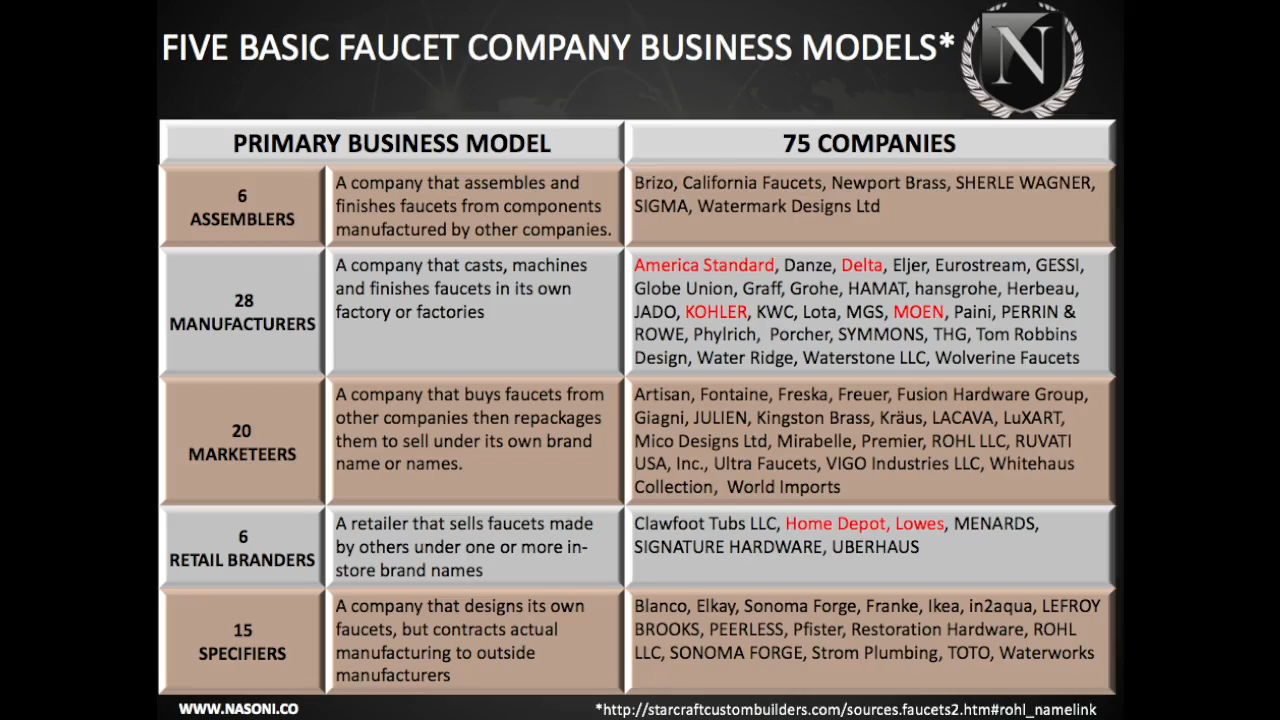 FIVE BASIC FAUCET COMPANY BUSINESS MODELS*
N
PRIMARY BUSINESS MODEL
75 COMPANIES
6
ASSEMBLERS
A company that assembles and
finishes faucets from components
manufactured by other companies.
Brizo, California Faucets, Newport Brass, SHERLE WAGNER,
SIGMA, Watermark Designs Ltd
28
MANUFACTURERS
A company that casts, machines
and finishes faucets in its own
factory or factories
America Standard, Danze, Delta, Eljer, Eurostream, GESSI,
Globe Union, Graff, Grohe, HAMAT, hansgrohe, Herbeau,
JADO, KOHLER, KWC, Lota, MGS, MOEN, Paini, PERRIN &
ROWE, Phylrich, Porcher, SYMMONS, THG, Tom Robbins
Design, Water Ridge, Waterstone LLC, Wolverine Faucets
20
MARKETEERS
A company that buys faucets from
other companies then repackages
them to sell under its own brand
name or names.
Artisan, Fontaine, Freska, Freuer, Fusion Hardware Group,
Giagni, JULIEN, Kingston Brass, Kräus, LACAVA, LuXART,
Mico Designs Ltd, Mirabelle, Premier, ROHL LLC, RUVATI
USA, Inc., Ultra Faucets, VIGO Industries LLC, Whitehaus
Collection, World Imports
6
RETAIL BRANDERS
A retailer that sells faucets made
by others under one or more in-
store brand names
Clawfoot Tubs LLC, Home Depot, Lowes, MENARDS,
SIGNATURE HARDWARE, UBERHAUS
15
SPECIFIERS
A company that designs its own
faucets, but contracts actual
manufacturing to outside
manufacturers
Blanco, Elkay, Sonoma Forge, Franke, Ikea, in2aqua, LEFROY
BROOKS, PEERLESS, Pfister, Restoration Hardware, ROHL
LLC, SONOMA FORGE, Strom Plumbing, TOTO, Waterworks
WWW.NASONI.CO
*http://starcraftcustombuilders.com/sources.faucets2.htm#rohl_namelink